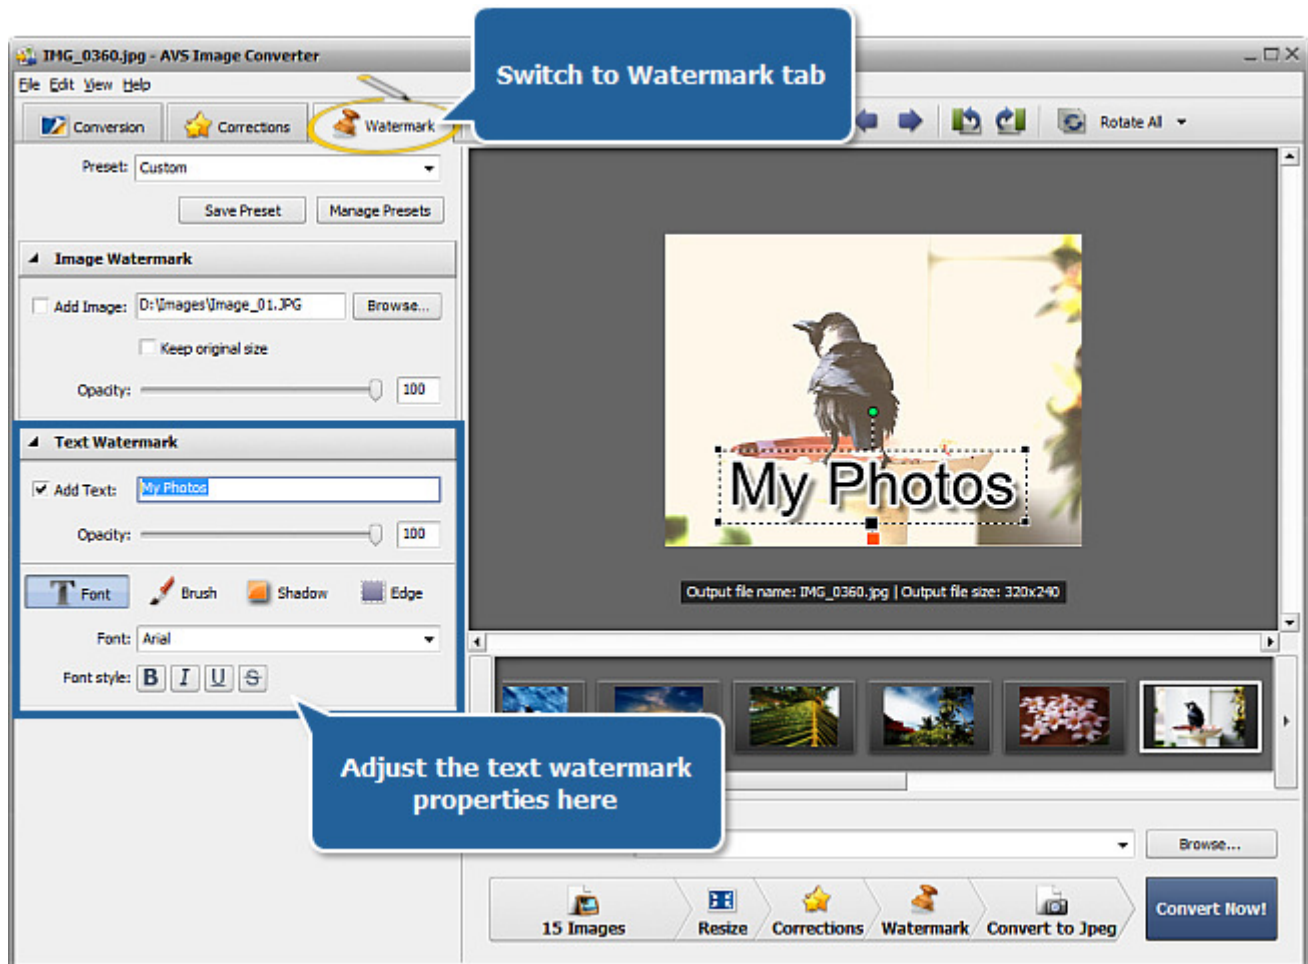 IMG_0360.jpg - AVS Image Converter
File Edit View Help
Switch to Watermark tab
Conversion Corrections Watermark
Rotate All
Preset: Custom
Save Preset Manage Presets
Image Watermark
Add Image: D:\Images\Image_01.JPG Browse...
Keep original size
Opacity: 100
Text Watermark
Add Text: My Photos
Opacity: 100
Font Brush Shadow Edge
Font: Arial
Font style: B I U S
My Photos
Output file name: IMG_0360.jpg | Output file size: 320x240
Adjust the text watermark
properties here
Browse...
15 Images Resize Corrections Watermark Convert to Jpeg
Convert Now!